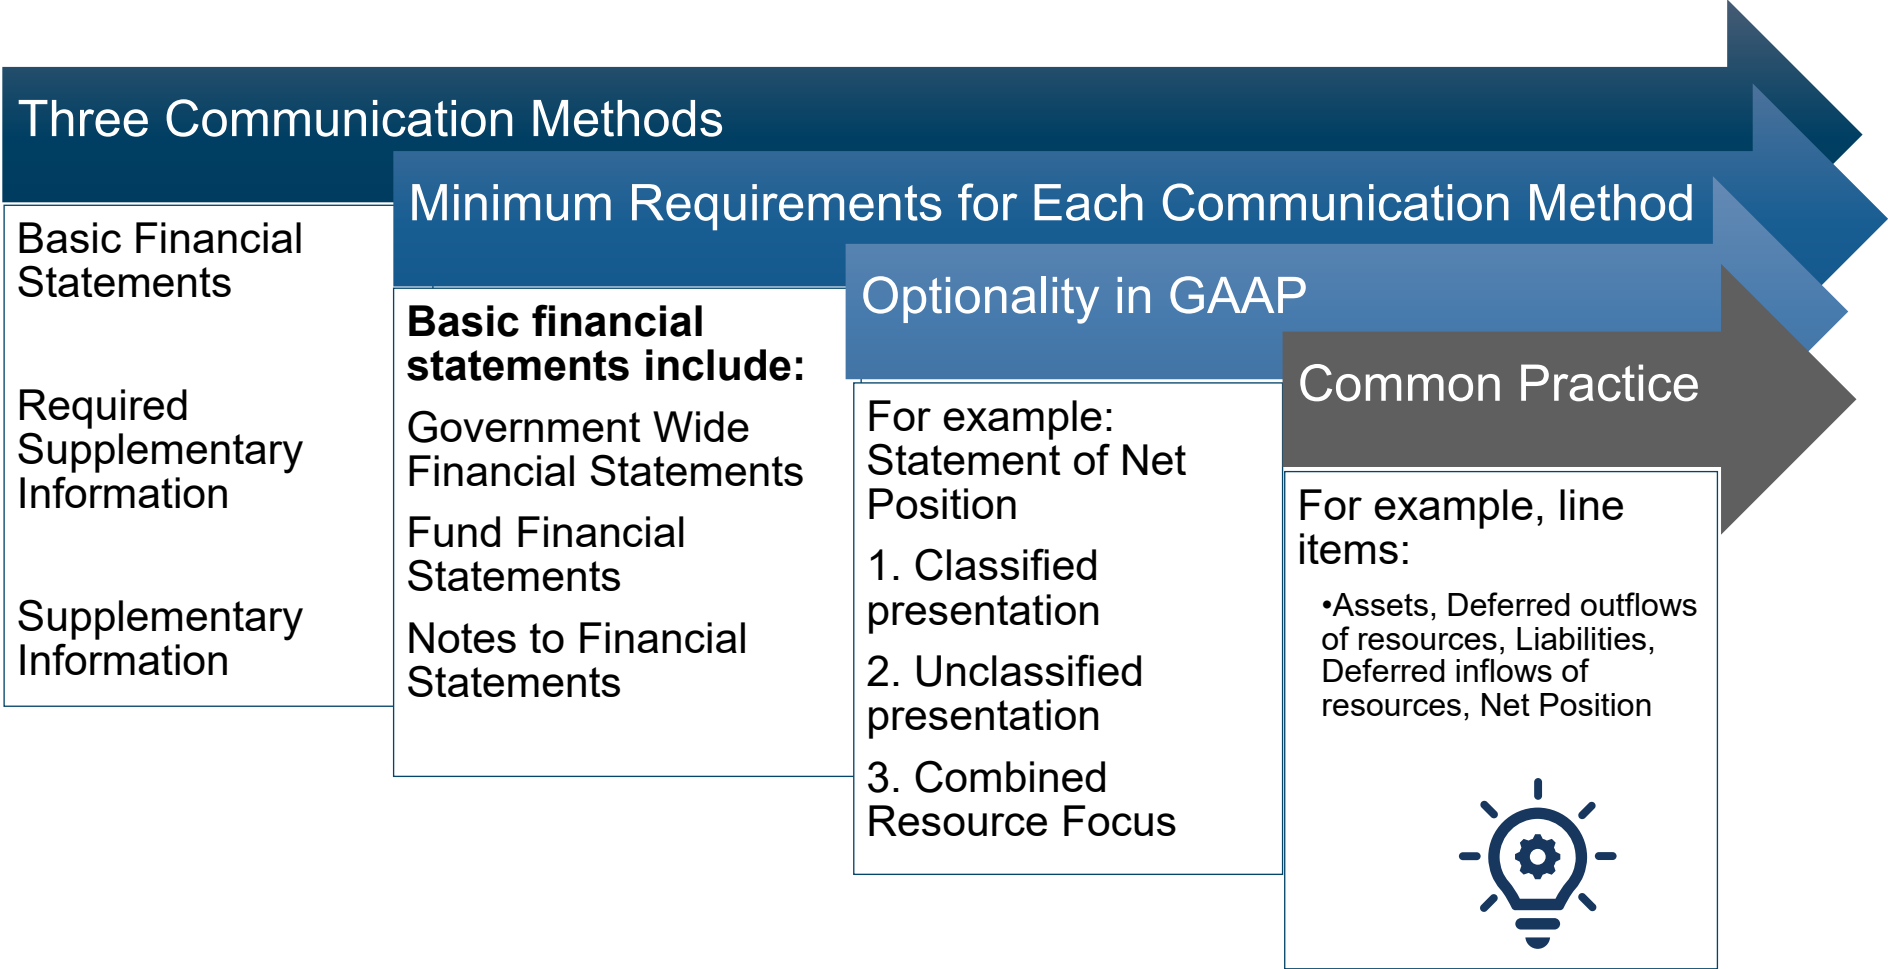 Three Communication Methods
Basic Financial
Statements
Required
Supplementary
Information
Supplementary
Information
Minimum Requirements for Each Communication Method
Basic financial
statements include:
Government Wide
Financial Statements
Fund Financial
Statements
Notes to Financial
Statements
Optionality in GAAP
For example:
Statement of Net
Position
1. Classified
presentation
2. Unclassified
presentation
3. Combined
Resource Focus
Common Practice
For example, line
items:
•Assets, Deferred outflows
of resources, Liabilities,
Deferred inflows of
resources, Net Position